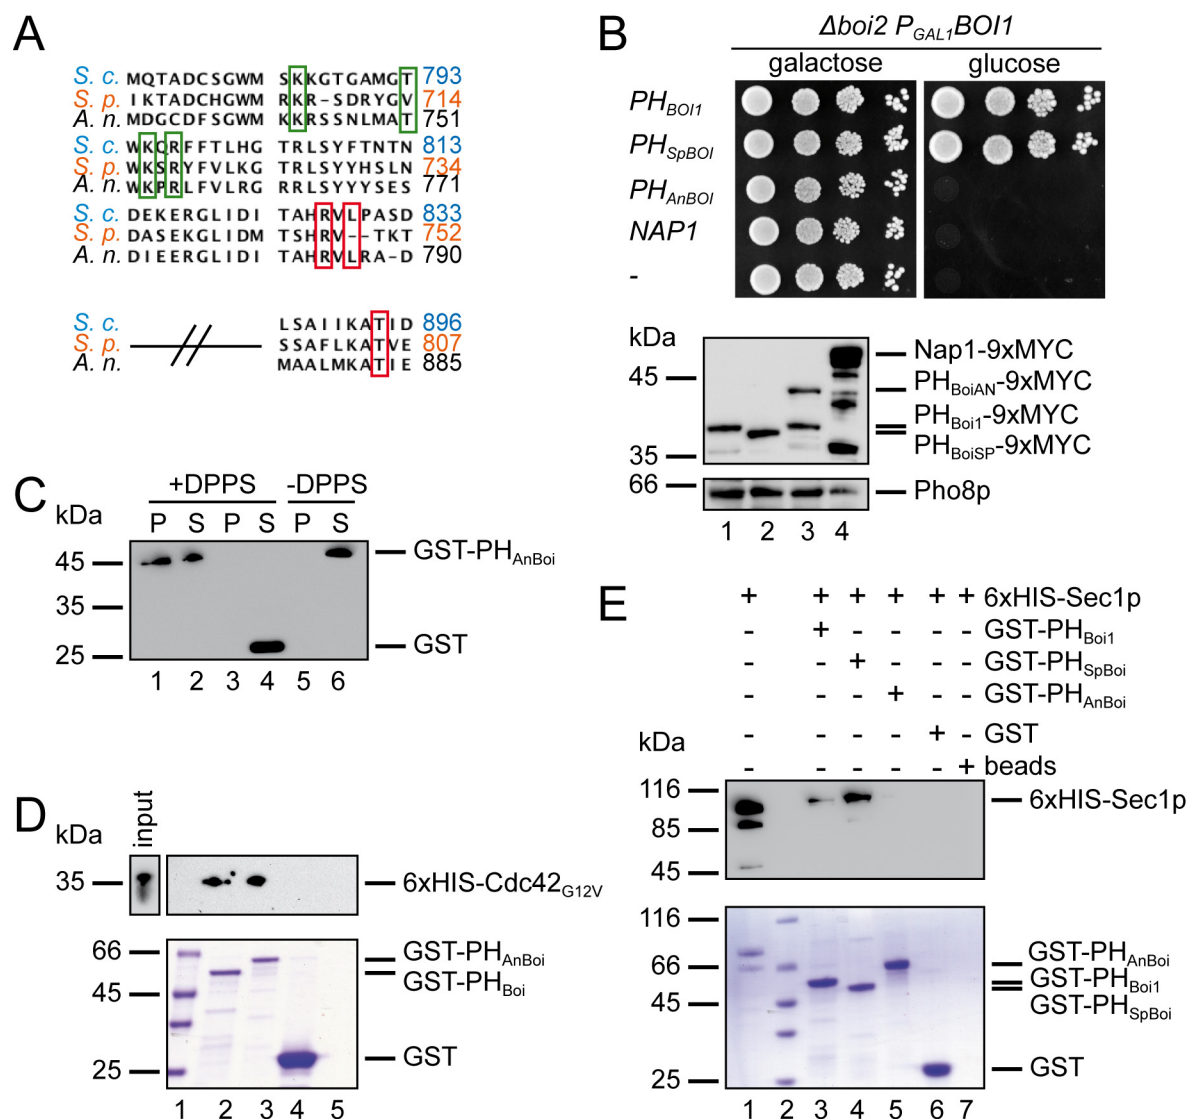 A
S. c. MQTADCSGWM SKKGTGAMGT 793
S. p. IKTADCHGWM RKR-SDRYGV 714
A. n. MDGCDFSGWM KKRSSNLMAT 751
S. c. WKQRFFTLHG TRLSYFTNTN 813
S. p. WKSRYFVLKG TRLSYYHSLN 734
A. n. WKPRLFVLRG RRLSYYYSES 771
S. c. DEKERGLIDI TAHRVLPASD 833
S. p. DASEKGLIDM TSHRV--TKT 752
A. n. DIEERGLIDI TAHRVLRA-D 790
S. c. LSAIIKATID 896
S. p. SSAFLKATVE 807
A. n. MAALMKATIE 885
B
Δboi2 PGAL1BOI1
galactose glucose
PHBOI1
PHSpBOI
PHAnBOI
NAP1
-
kDa
45
35
66
Nap1-9xMYC
PHBoiAN-9xMYC
PHBoi1-9xMYC
PHBoiSP-9xMYC
Pho8p
1 2 3 4
C
+DPPS -DPPS
kDa P S P S P S
45
35
25
GST-PHAnBoi
GST
1 2 3 4 5 6
D
kDa
input
35
6xHIS-Cdc42G12V
66
45
25
GST-PHAnBoi
GST-PHBoi
GST
1 2 3 4 5
E
+ + + + + + 6xHIS-Sec1p
- + - - - - GST-PHBoi1
- - + - - - GST-PHSpBoi
- - - + - - GST-PHAnBoi
- - - - + - GST
- - - - - + beads
kDa
116
85
45
6xHIS-Sec1p
116
66
45
25
GST-PHAnBoi
GST-PHBoi1
GST-PHSpBoi
GST
1 2 3 4 5 6 7